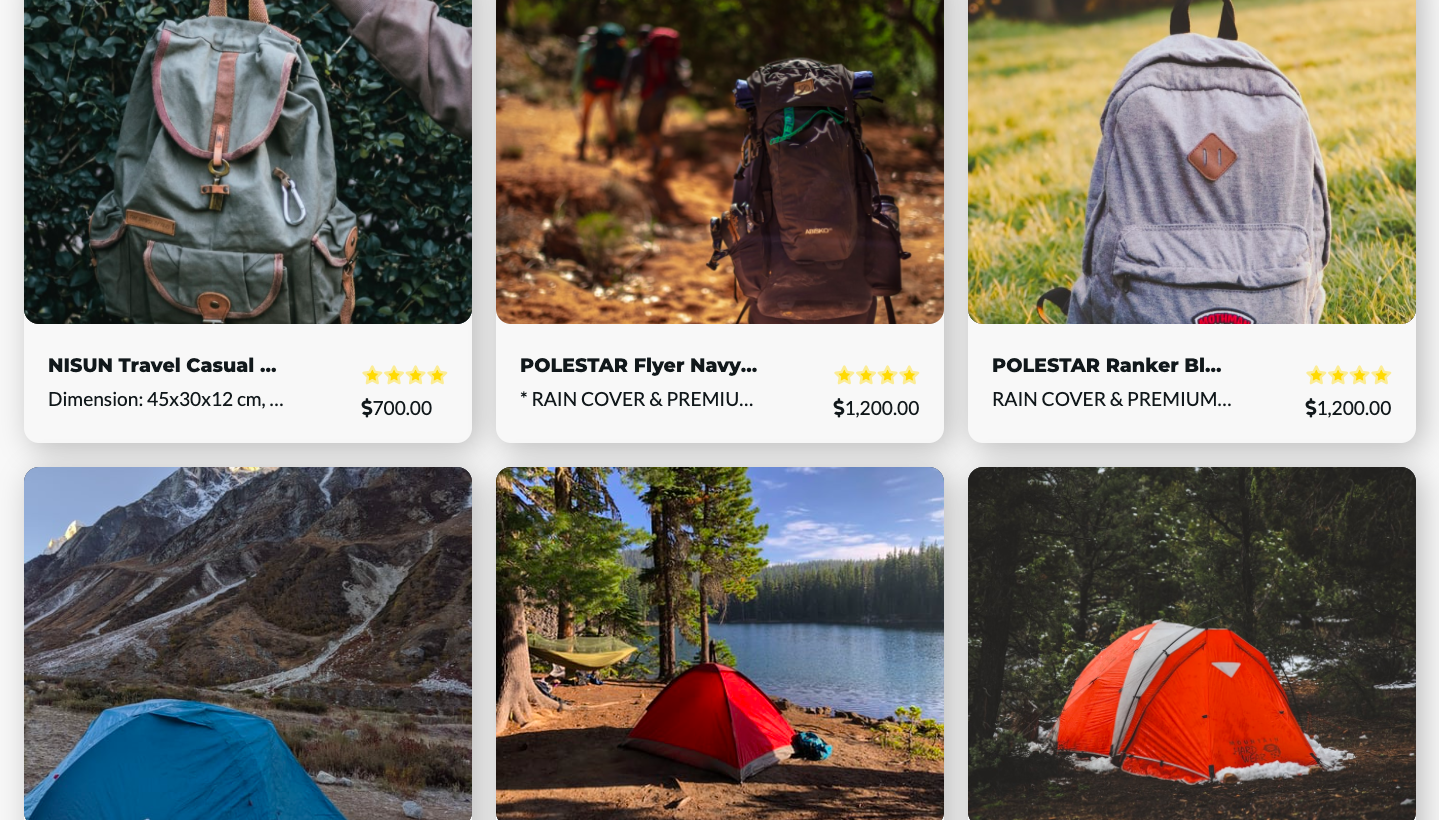 NISUN Travel Casual ...
Dimension: 45x30x12 cm, ...
$700.00
POLESTAR Flyer Navy...
* RAIN COVER & PREMIU...
$1,200.00
POLESTAR Ranker Bl...
RAIN COVER & PREMIUM...
$1,200.00